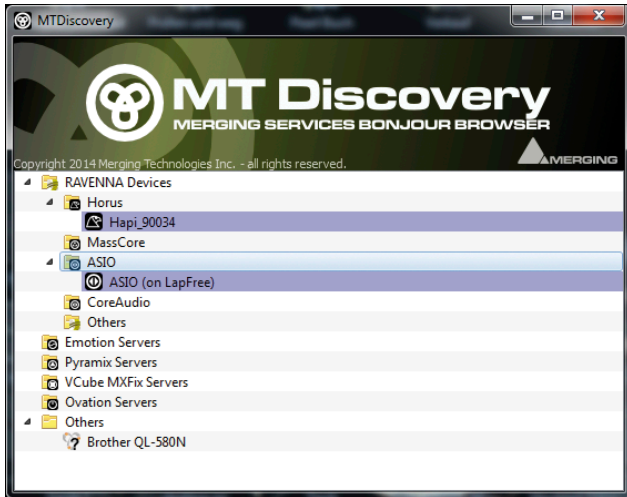 MTDiscovery
MT Discovery
MERGING SERVICES BONJOUR BROWSER
MERGING
Copyright 2014 Merging Technologies Inc. - all rights reserved.
RAVENNA Devices
Horus
Hapi_90034
MassCore
ASIO
ASIO (on LapFree)
CoreAudio
Others
Emotion Servers
Pyramix Servers
VCube MXFix Servers
Ovation Servers
Others
Brother QL-580N